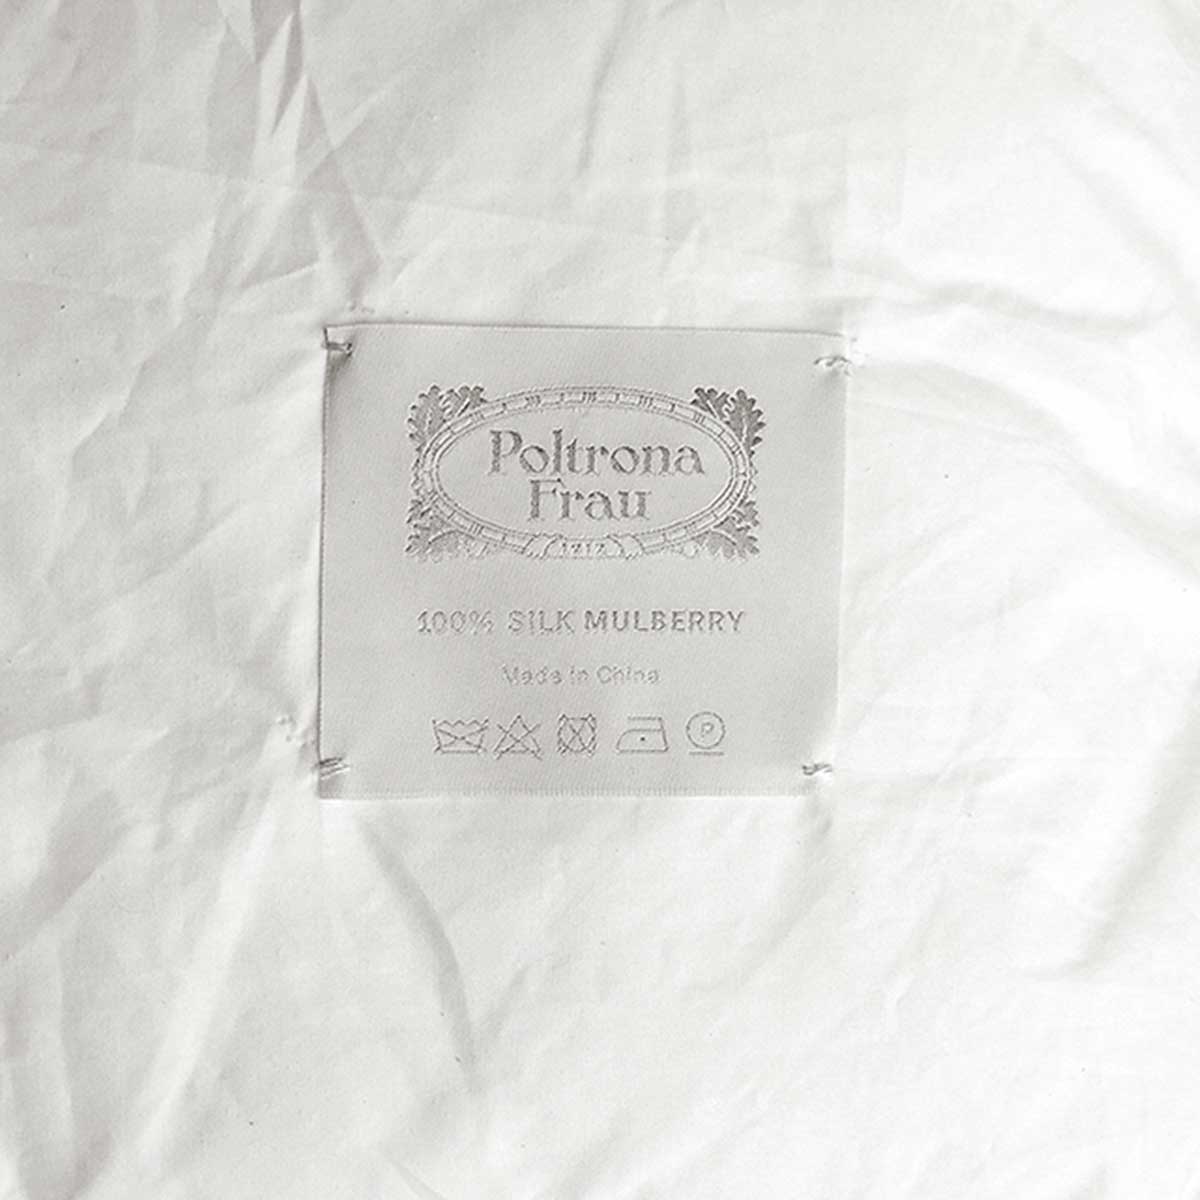 Poltrona
Frau
1912
100% SILK MULBERRY
Made in China
P